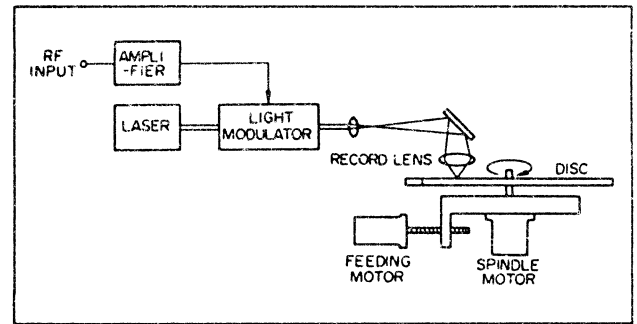 RF
INPUT
AMPLI
-FIER
LASER
LIGHT
MODULATOR
RECORD LENS
DISC
FEEDING
MOTOR
SPINDLE
MOTOR